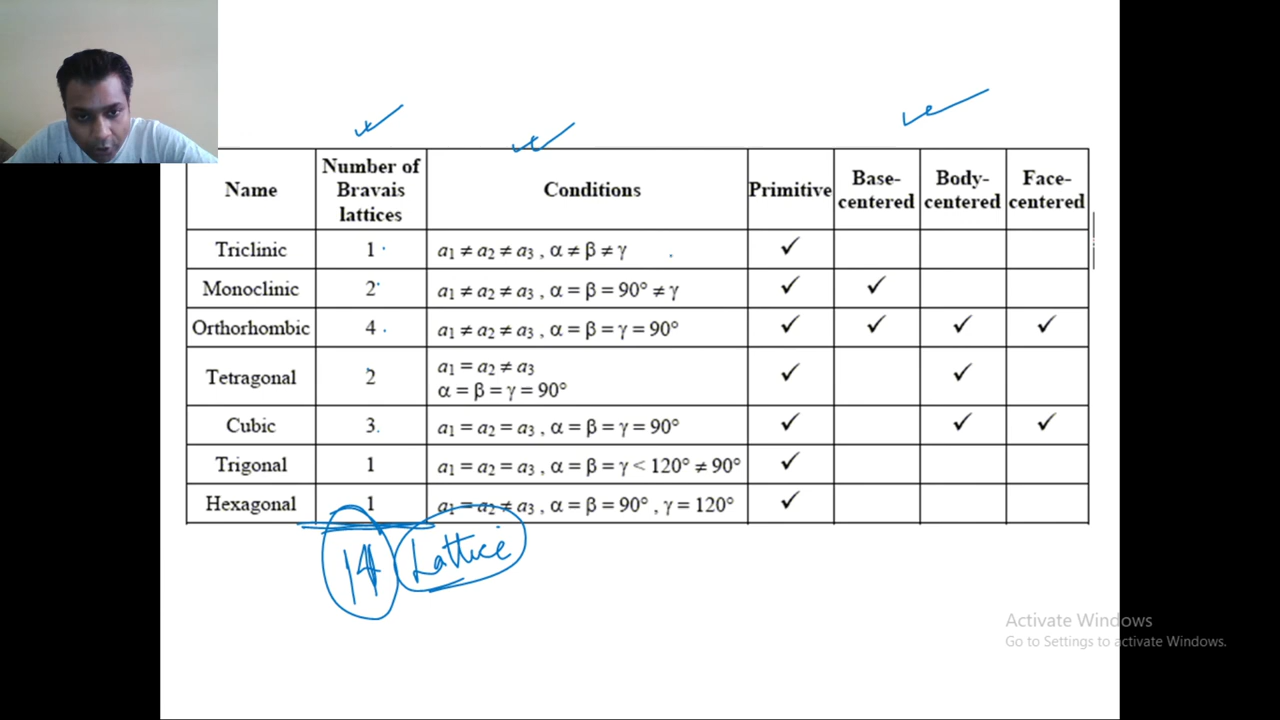 Name Number of Bravais lattices Conditions Primitive Base-centered Body-centered Face-centered
Triclinic 1 a1 ≠ a2 ≠ a3 , α ≠ β ≠ γ ✓
Monoclinic 2 a1 ≠ a2 ≠ a3 , α = β = 90° ≠ γ ✓ ✓
Orthorhombic 4 a1 ≠ a2 ≠ a3 , α = β = γ = 90° ✓ ✓ ✓ ✓
Tetragonal 2 a1 = a2 ≠ a3
α = β = γ = 90° ✓ ✓
Cubic 3 a1 = a2 = a3 , α = β = γ = 90° ✓ ✓ ✓
Trigonal 1 a1 = a2 = a3 , α = β = γ < 120° ≠ 90° ✓
Hexagonal 1 a1 = a2 ≠ a3 , α = β = 90° , γ = 120° ✓
14 Lattice
Activate Windows
Go to Settings to activate Windows.